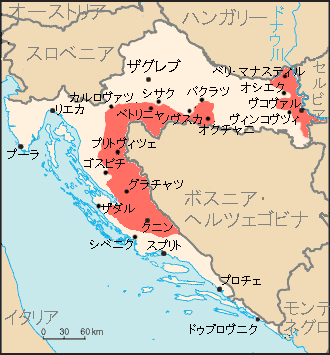 オーストリア
ハンガリー
ドナウ川
スロベニア
ザグレブ
ベリ・マナスティル
オシエク
セルビア
シサク
パクラツ
カルロヴァツ
ヴコヴァル
リエカ
ペトリニャ
ノヴスカ
ヴィンコヴツィ
オクチャニ
プーラ
プリトヴィツェ
ゴスピチ
グラチャツ
ボスニア・
ヘルツェゴビナ
ザダル
クニン
シベニク
スプリト
プロチェ
イタリア
モンテ
ネグロ
ドゥブロヴニク
0 30 60 km